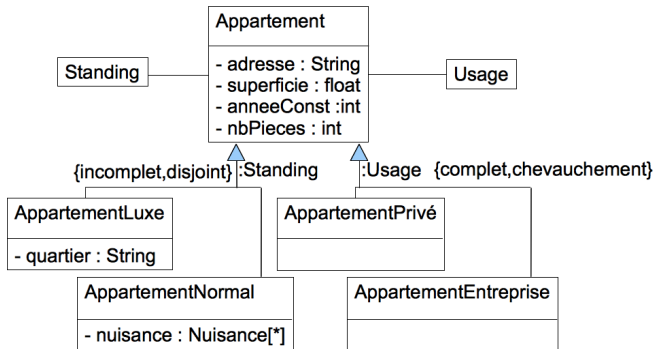 Appartement
- adresse : String
- superficie : float
- anneeConst :int
- nbPieces : int
Standing
Usage
{incomplet,disjoint}
:Standing
:Usage
{complet,chevauchement}
AppartementLuxe
- quartier : String
AppartementPrivé
AppartementNormal
- nuisance : Nuisance[*]
AppartementEntreprise